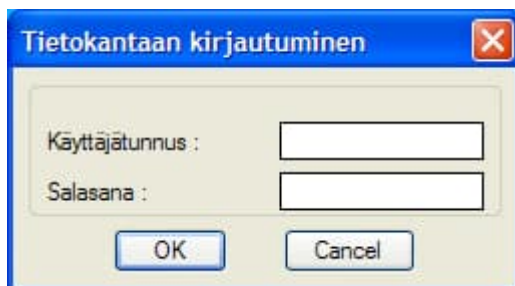 Tietokantaan kirjautuminen
Käyttäjätunnus :
Salasana :
OK Cancel